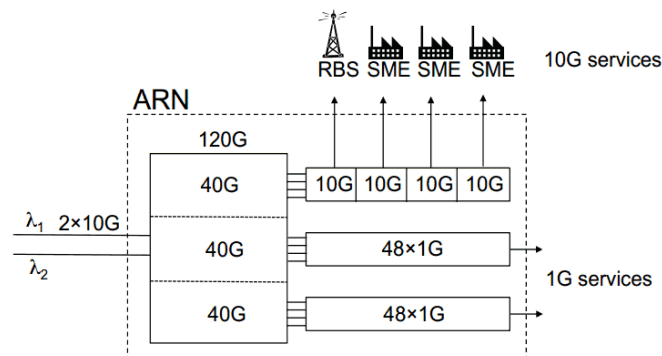 RBS SME SME SME 10G services
ARN
120G
40G 10G 10G 10G 10G
λ1 2×10G
40G 48×1G
λ2
1G services
40G 48×1G